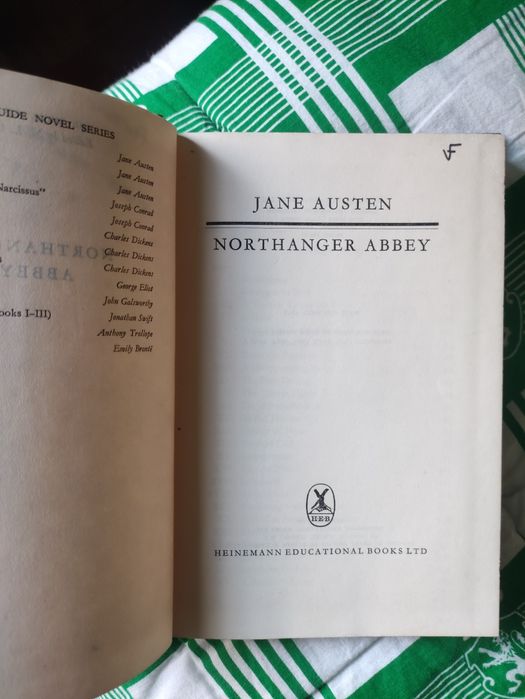 UIDE NOVEL SERIES
Jane Austen
Jane Austen
Jane Austen
Narcissus"
Joseph Conrad
Joseph Conrad
Charles Dickens
Charles Dickens
Charles Dickens
George Eliot
John Galsworthy
ooks I–III)
Jonathan Swift
Anthony Trollope
Emily Brontë
F
JANE AUSTEN
NORTHANGER ABBEY
H·E·B
HEINEMANN EDUCATIONAL BOOKS LTD